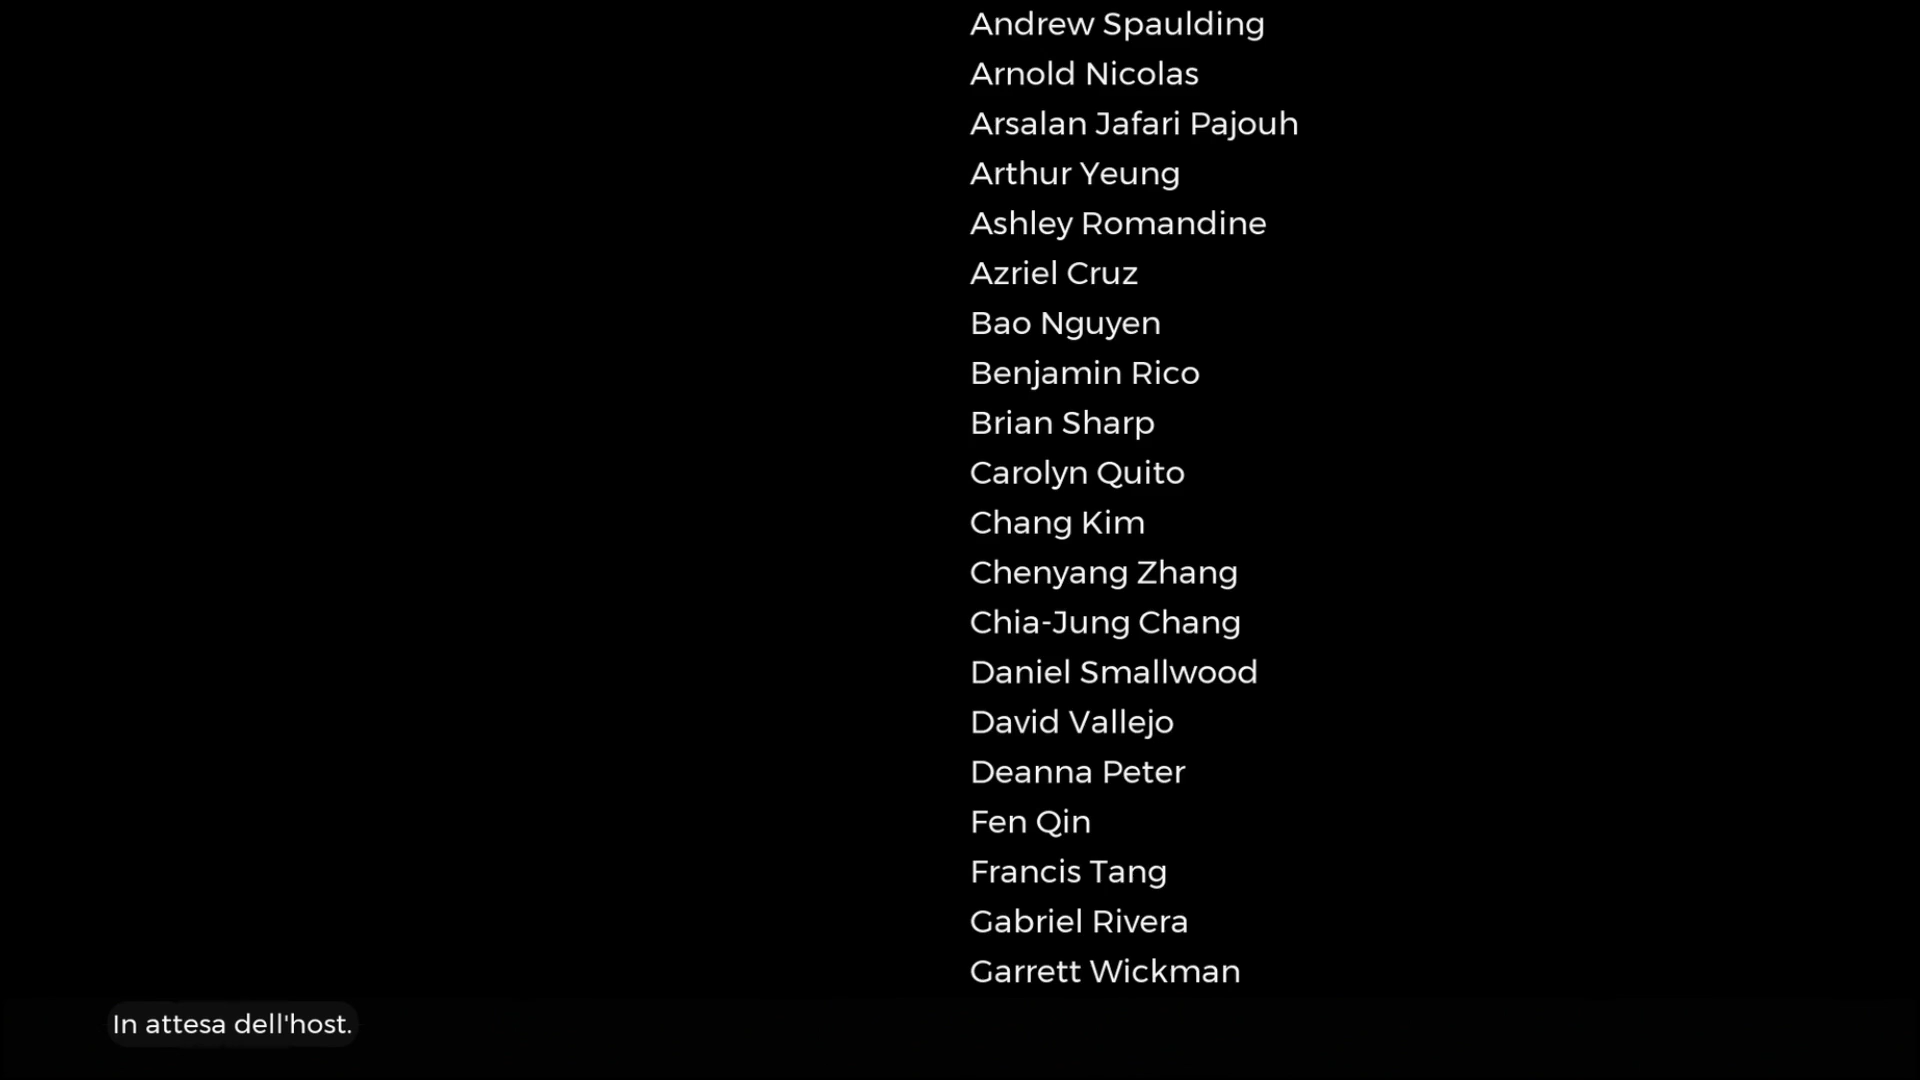 Andrew Spaulding
Arnold Nicolas
Arsalan Jafari Pajouh
Arthur Yeung
Ashley Romandine
Azriel Cruz
Bao Nguyen
Benjamin Rico
Brian Sharp
Carolyn Quito
Chang Kim
Chenyang Zhang
Chia-Jung Chang
Daniel Smallwood
David Vallejo
Deanna Peter
Fen Qin
Francis Tang
Gabriel Rivera
Garrett Wickman
In attesa dell'host.